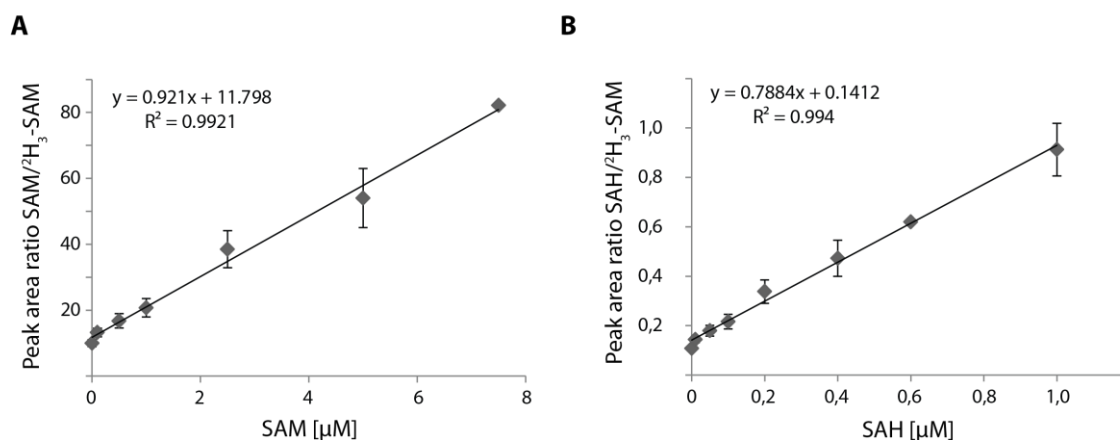 A
y = 0.921x + 11.798
R² = 0.9921
Peak area ratio SAM/²H₃-SAM
80
60
40
20
0
2
4
6
8
SAM [µM]
B
y = 0.7884x + 0.1412
R² = 0.994
Peak area ratio SAH/²H₃-SAM
1,0
0,8
0,6
0,4
0,2
0
0,2
0,4
0,6
0,8
1,0
SAH [µM]